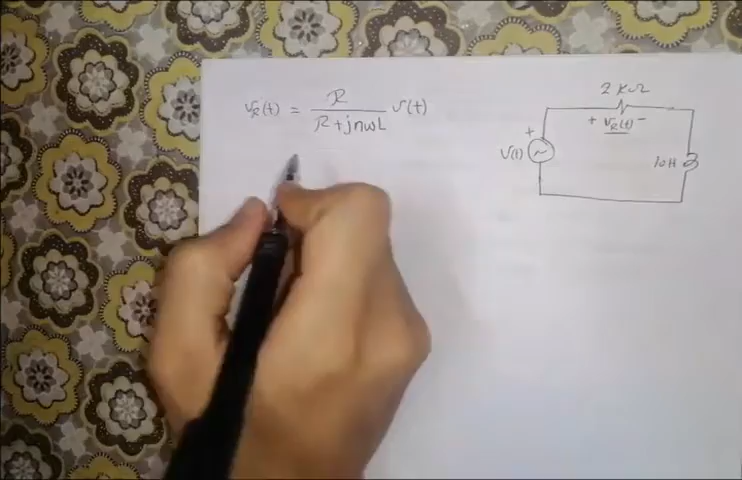 v_R(t) = R / (R + jnωL) v(t)
2 kΩ
+ v_R(t) -
+
v(t)
10H